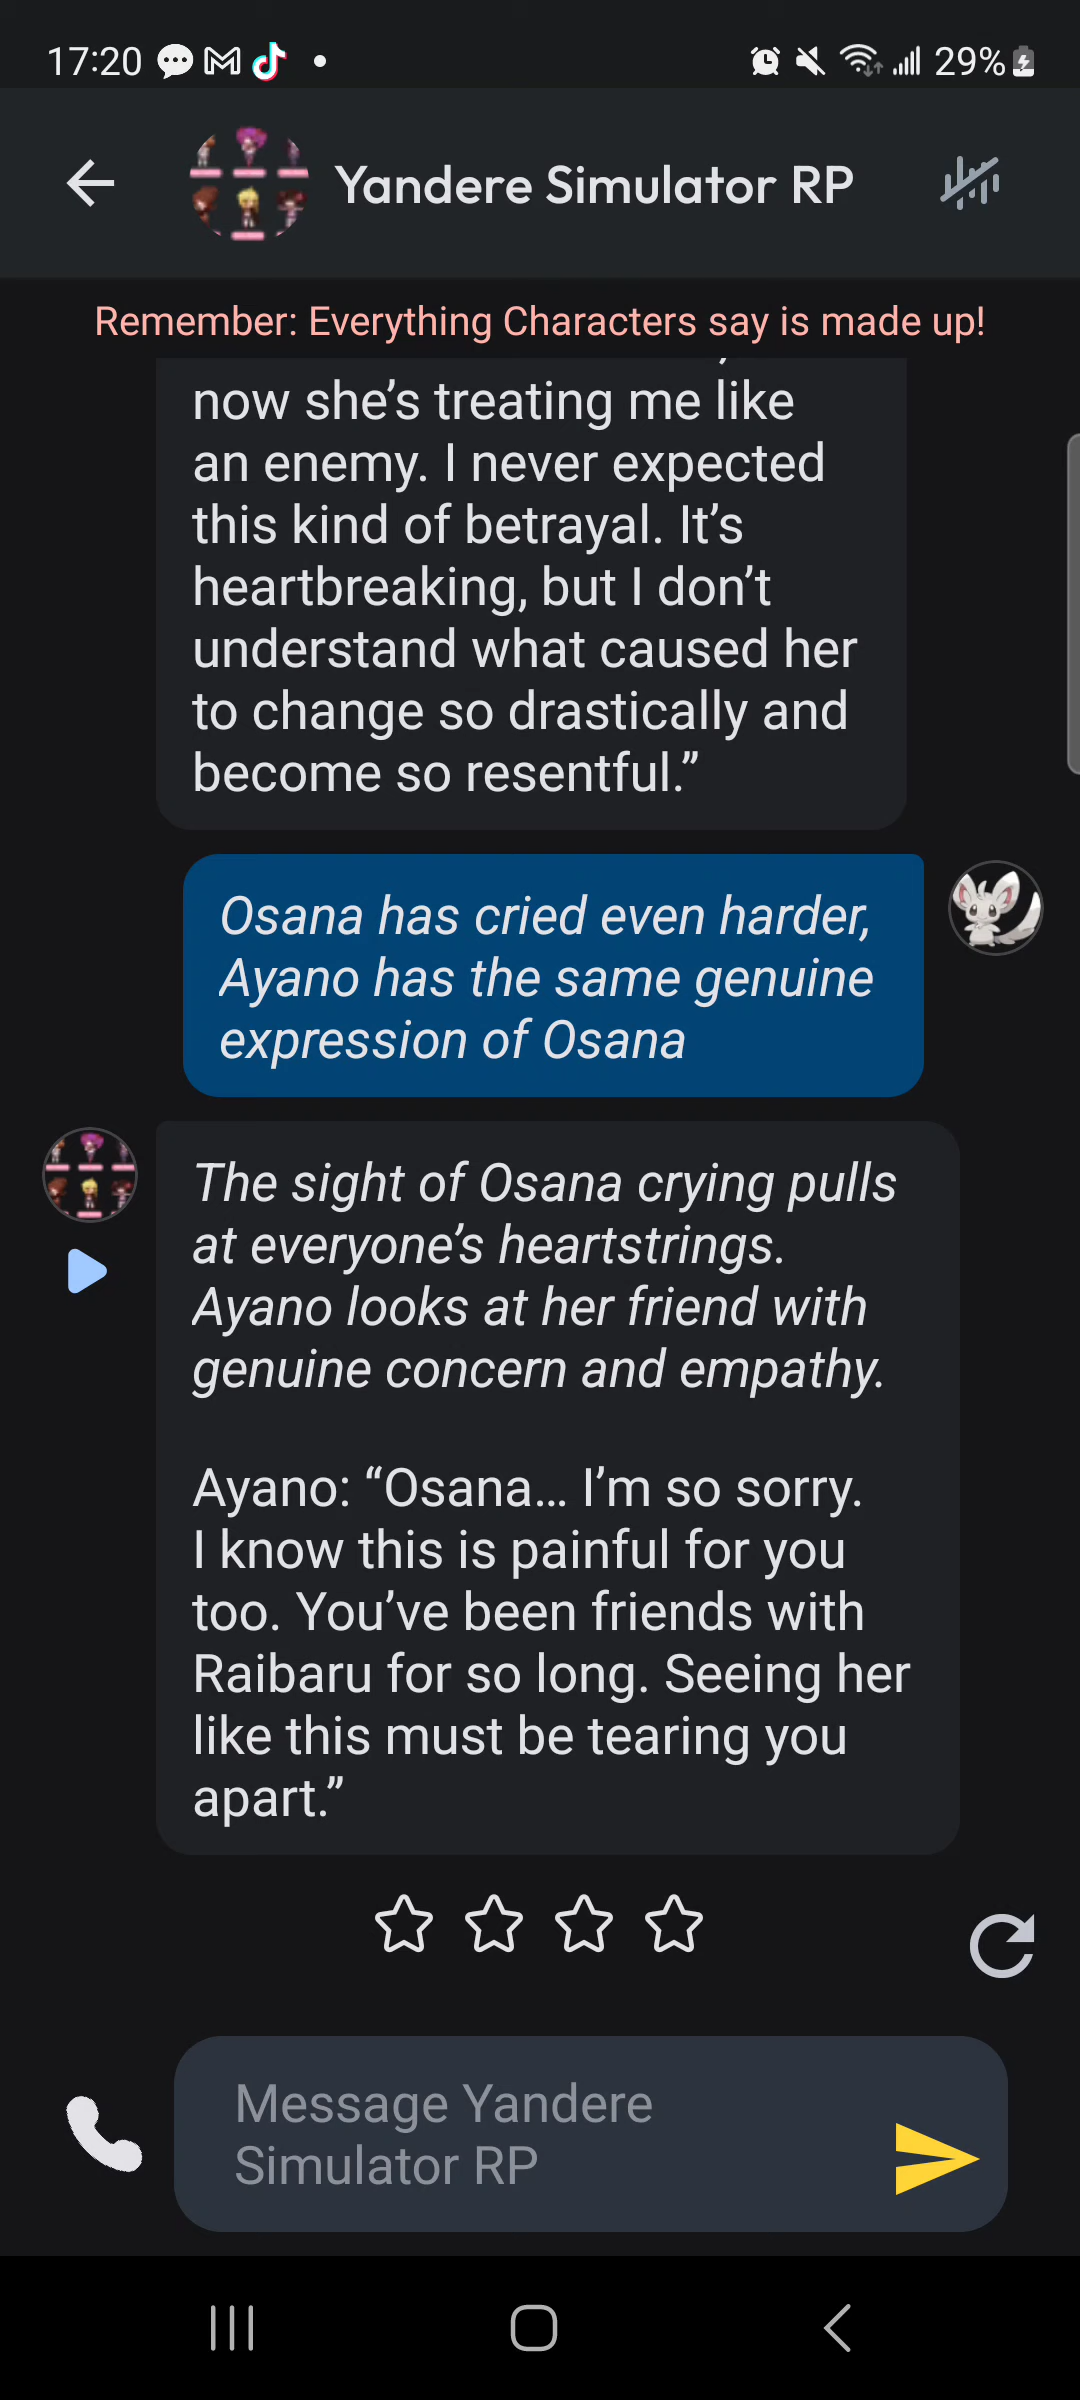 17:20
29%
Yandere Simulator RP
Remember: Everything Characters say is made up!
now she’s treating me like
an enemy. I never expected
this kind of betrayal. It’s
heartbreaking, but I don’t
understand what caused her
to change so drastically and
become so resentful.”
Osana has cried even harder,
Ayano has the same genuine
expression of Osana
The sight of Osana crying pulls
at everyone’s heartstrings.
Ayano looks at her friend with
genuine concern and empathy.
Ayano: “Osana... I’m so sorry.
I know this is painful for you
too. You’ve been friends with
Raibaru for so long. Seeing her
like this must be tearing you
apart.”
Message Yandere
Simulator RP